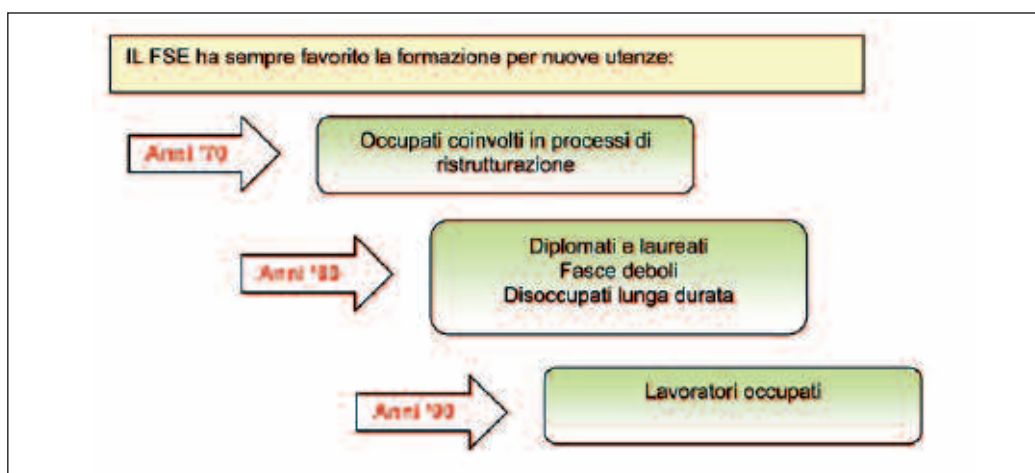 IL FSE ha sempre favorito la formazione per nuove utenze:
Anni '70
Occupati coinvolti in processi di
ristrutturazione
Anni '80
Diplomati e laureati
Fasce deboli
Disoccupati lunga durata
Anni '90
Lavoratori occupati